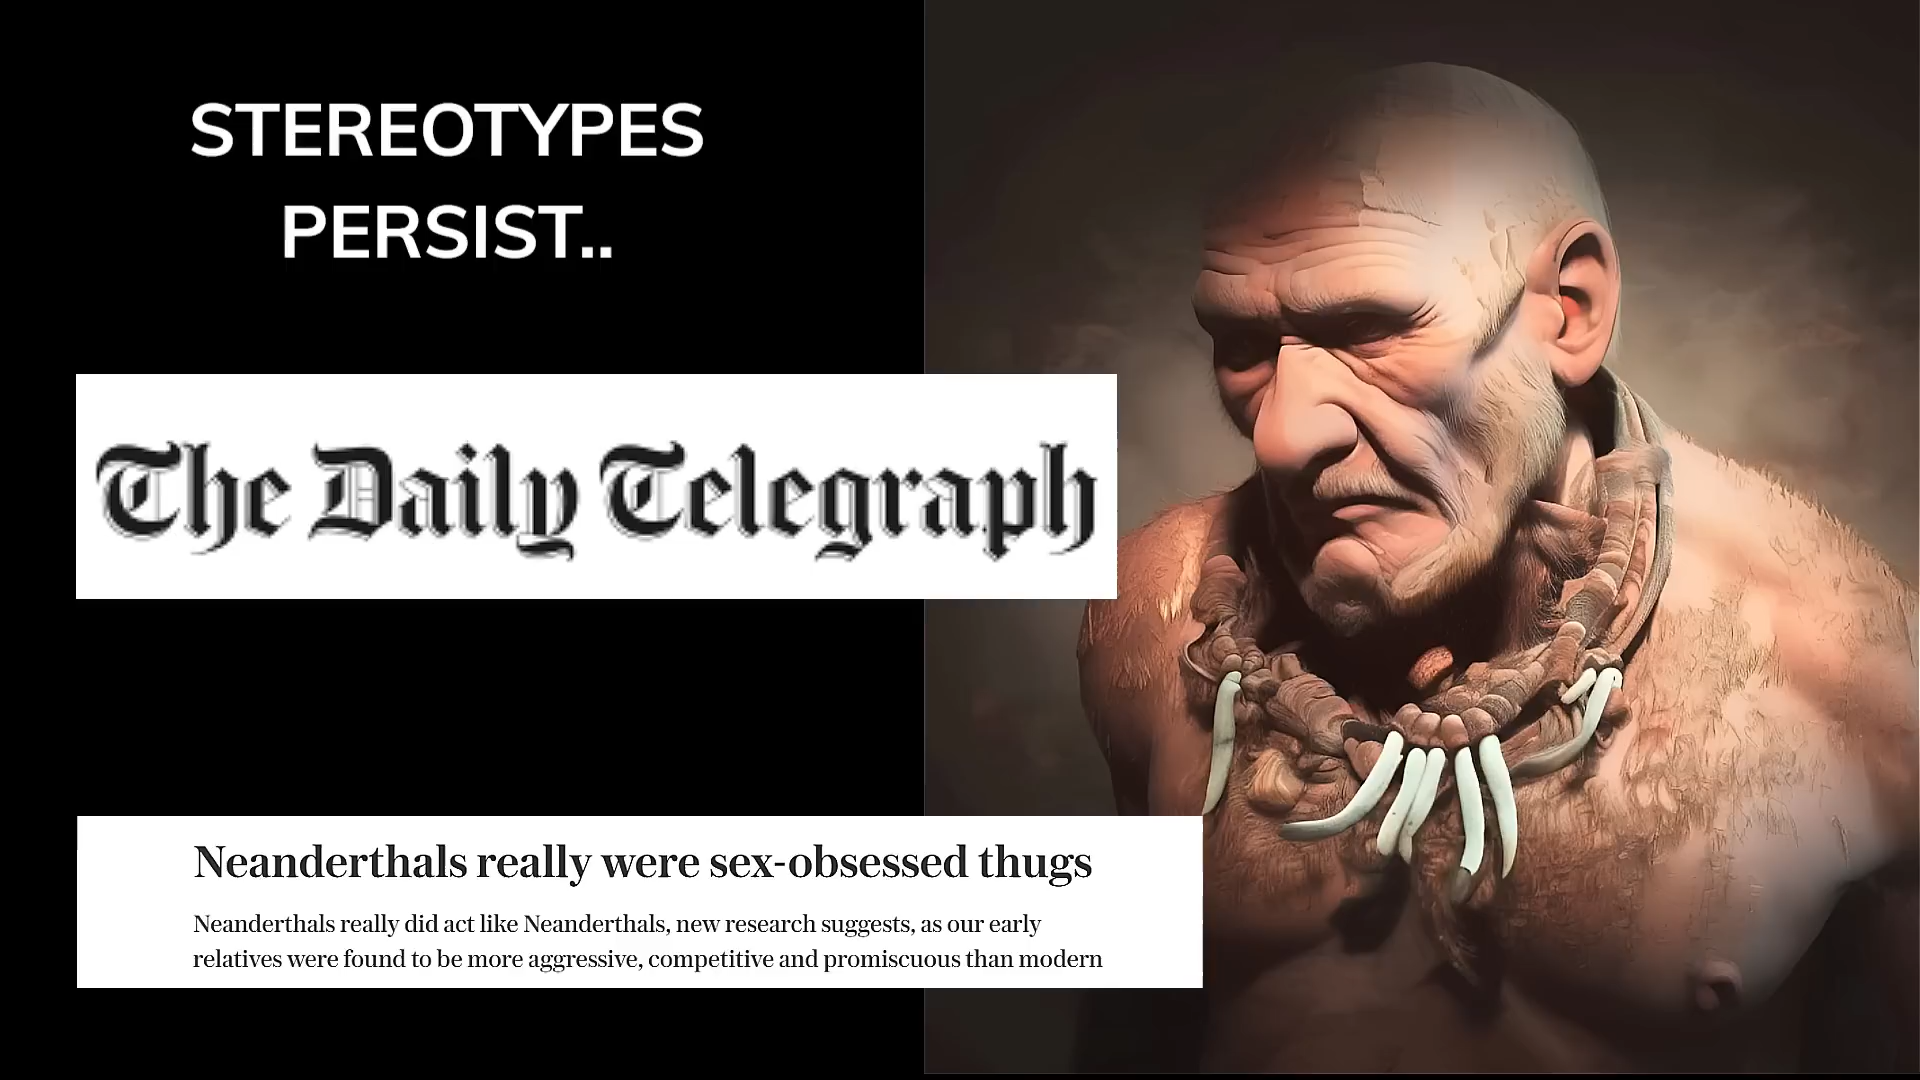 STEREOTYPES
PERSIST..
The Daily Telegraph
Neanderthals really were sex-obsessed thugs
Neanderthals really did act like Neanderthals, new research suggests, as our early
relatives were found to be more aggressive, competitive and promiscuous than modern